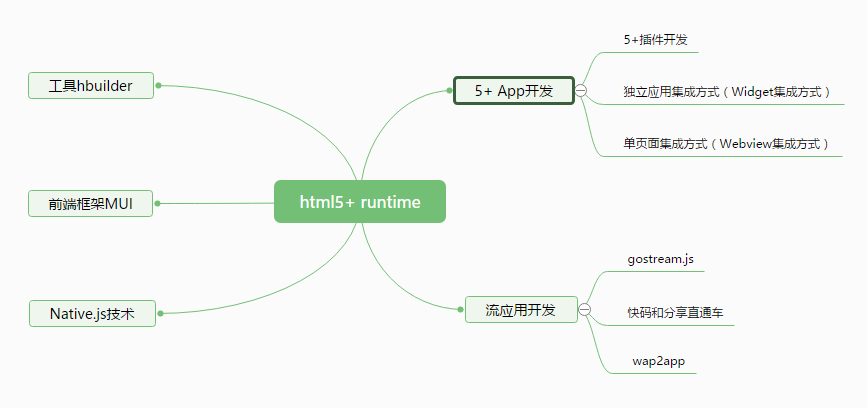 html5+ runtime
工具hbuilder
前端框架MUI
Native.js技术
5+ App开发
5+插件开发
独立应用集成方式（Widget集成方式）
单页面集成方式（Webview集成方式）
流应用开发
gostream.js
快码和分享直通车
wap2app